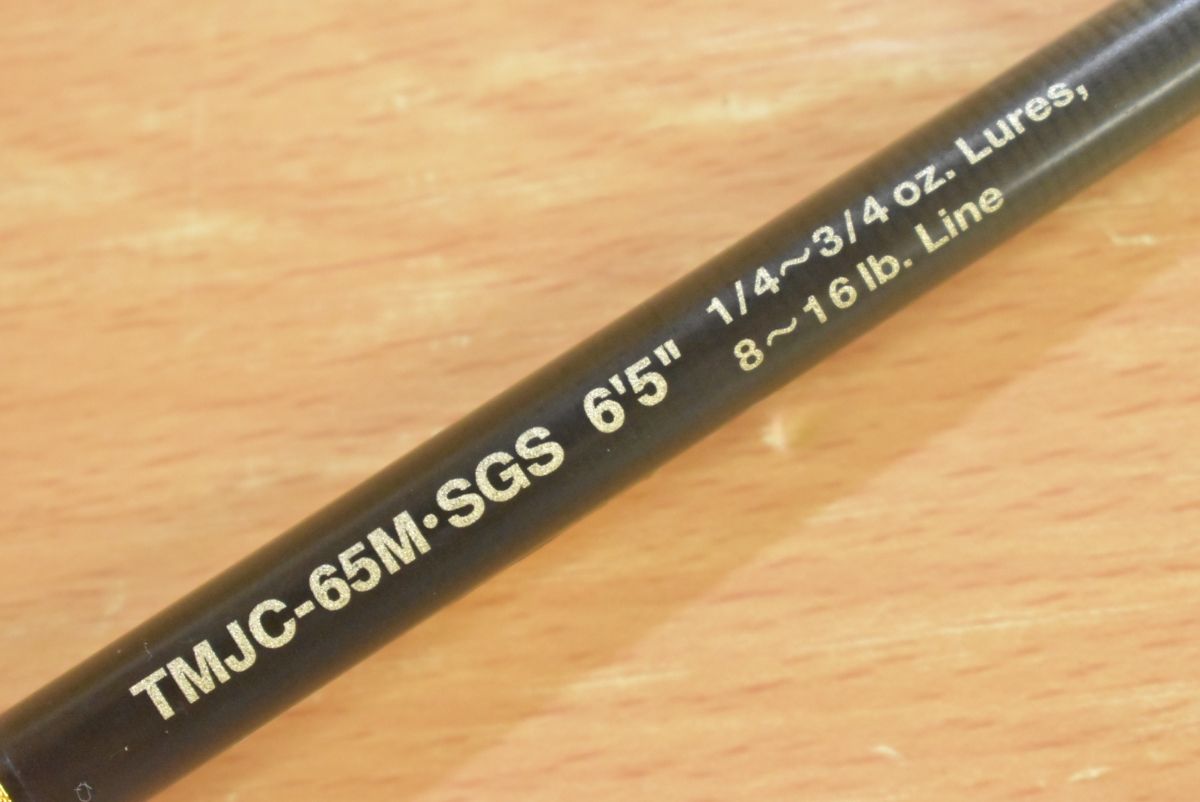 TMJC-65M·SGS 6'5"
1/4~3/4 oz. Lures,
8~16 lb. Line